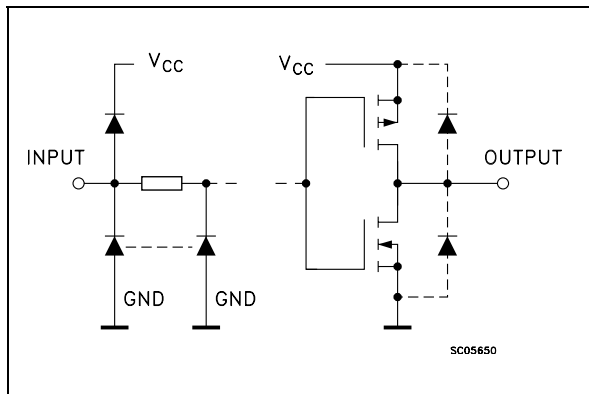 VCC
VCC
INPUT
OUTPUT
GND
GND
SC05650